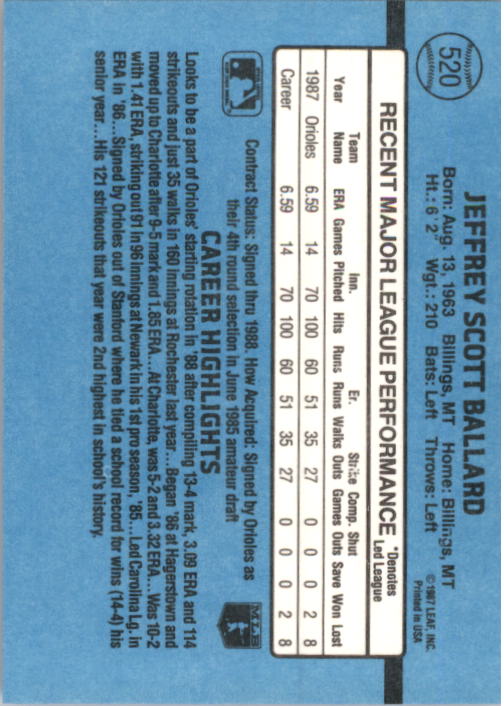 520
JEFFREY SCOTT BALLARD
Born: Aug. 13, 1963 Billings, MT Home: Billings, MT
Ht.: 6' 2" Wgt.: 210 Bats: Left Throws: Left
© 1987 LEAF, INC.
Printed in USA
RECENT MAJOR LEAGUE PERFORMANCE
*Denotes
Led League
Year Team Name ERA Games Inn. Pitched Hits Runs Er. Runs Walks Strike Outs Comp. Games Shut Outs Save Won Lost
1987 Orioles 6.59 14 70 100 60 51 35 27 0 0 0 2 8
Career 6.59 14 70 100 60 51 35 27 0 0 0 2 8
Contract Status: Signed thru 1988. How Acquired: Signed by Orioles as
their 4th round selection in June 1985 amateur draft
CAREER HIGHLIGHTS
Looks to be a part of Orioles' starting rotation in '88 after compiling 13-4 mark, 3.09 ERA and 114
strikeouts and just 35 walks in 160 innings at Rochester last year...Began '86 at Hagerstown and
moved up to Charlotte after 9-5 mark and 1.85 ERA...At Charlotte, was 5-2 and 3.32 ERA...Was 10-2
with 1.41 ERA, striking out 91 in 96 innings at Newark in his 1st pro season, '85...Led Carolina Lg. in
ERA in '86...Signed by Orioles out of Stanford where he tied a school record for wins (14-4) his
senior year...His 121 strikeouts that year were 2nd highest in school's history.